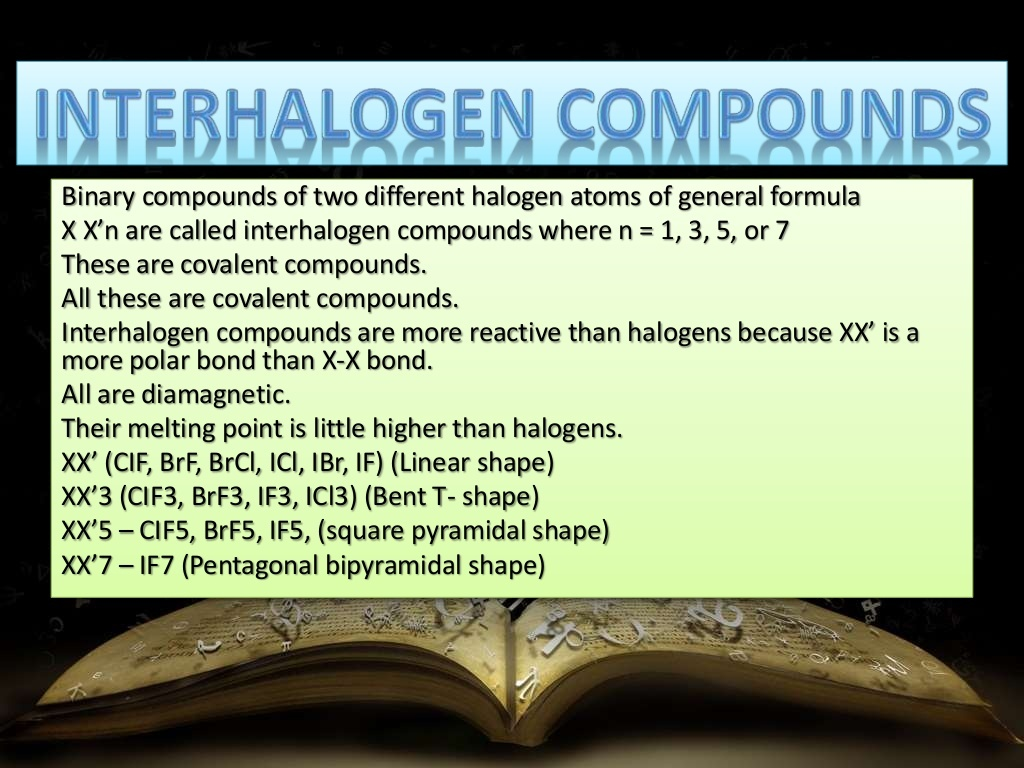 INTERHALOGEN COMPOUNDS
Binary compounds of two different halogen atoms of general formula
X X’n are called interhalogen compounds where n = 1, 3, 5, or 7
These are covalent compounds.
All these are covalent compounds.
Interhalogen compounds are more reactive than halogens because XX’ is a
more polar bond than X-X bond.
All are diamagnetic.
Their melting point is little higher than halogens.
XX’ (CIF, BrF, BrCl, ICl, IBr, IF) (Linear shape)
XX’3 (CIF3, BrF3, IF3, ICl3) (Bent T- shape)
XX’5 – CIF5, BrF5, IF5, (square pyramidal shape)
XX’7 – IF7 (Pentagonal bipyramidal shape)